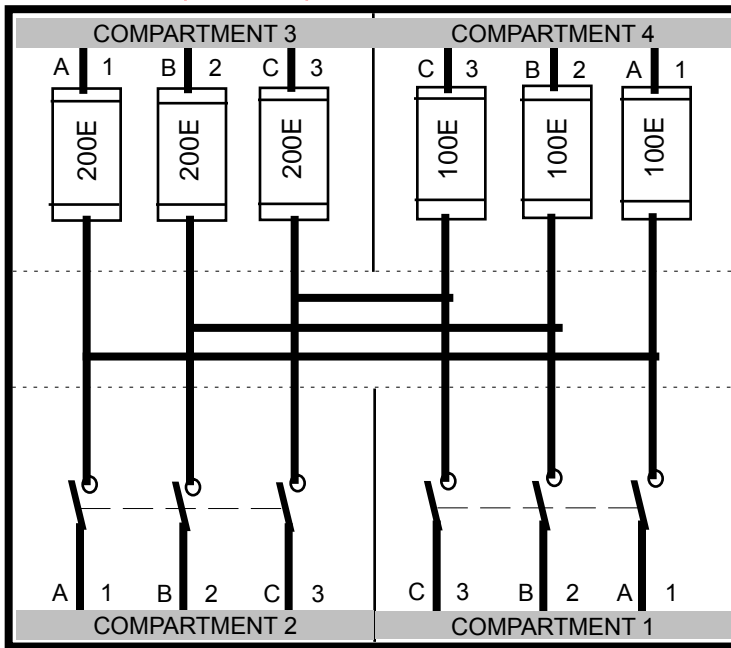 COMPARTMENT 3 COMPARTMENT 4
A 1 B 2 C 3 C 3 B 2 A 1
200E 200E 200E 100E 100E 100E
A 1 B 2 C 3 C 3 B 2 A 1
COMPARTMENT 2 COMPARTMENT 1